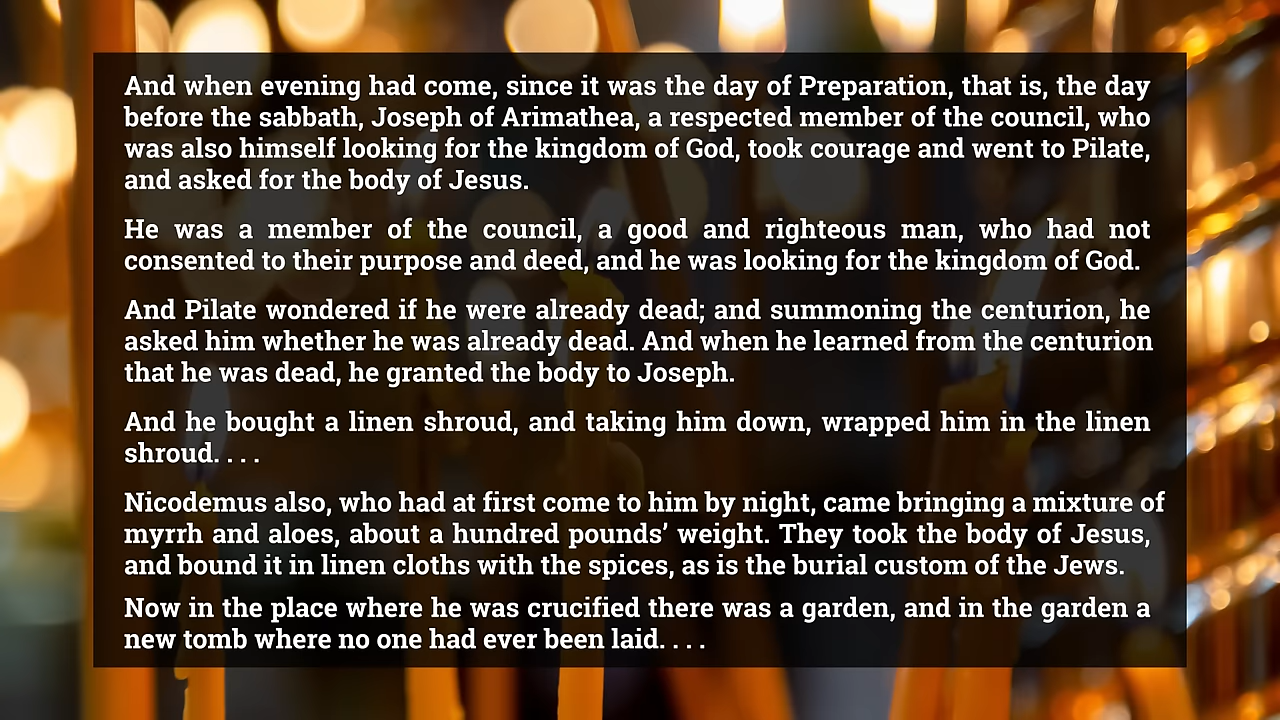 And when evening had come, since it was the day of Preparation, that is, the day
before the sabbath, Joseph of Arimathea, a respected member of the council, who
was also himself looking for the kingdom of God, took courage and went to Pilate,
and asked for the body of Jesus.
He was a member of the council, a good and righteous man, who had not
consented to their purpose and deed, and he was looking for the kingdom of God.
And Pilate wondered if he were already dead; and summoning the centurion, he
asked him whether he was already dead. And when he learned from the centurion
that he was dead, he granted the body to Joseph.
And he bought a linen shroud, and taking him down, wrapped him in the linen
shroud. . . .
Nicodemus also, who had at first come to him by night, came bringing a mixture of
myrrh and aloes, about a hundred pounds’ weight. They took the body of Jesus,
and bound it in linen cloths with the spices, as is the burial custom of the Jews.
Now in the place where he was crucified there was a garden, and in the garden a
new tomb where no one had ever been laid. . . .